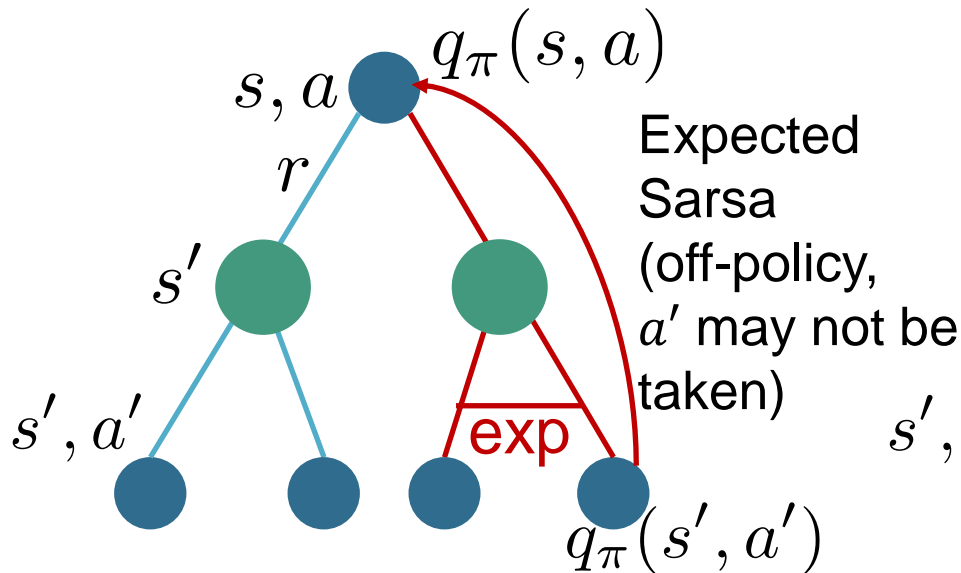 q_π(s, a)
s, a
r
Expected
Sarsa
(off-policy,
a′ may not be
taken)
s′
s′, a′
exp
s′,
q_π(s′, a′)